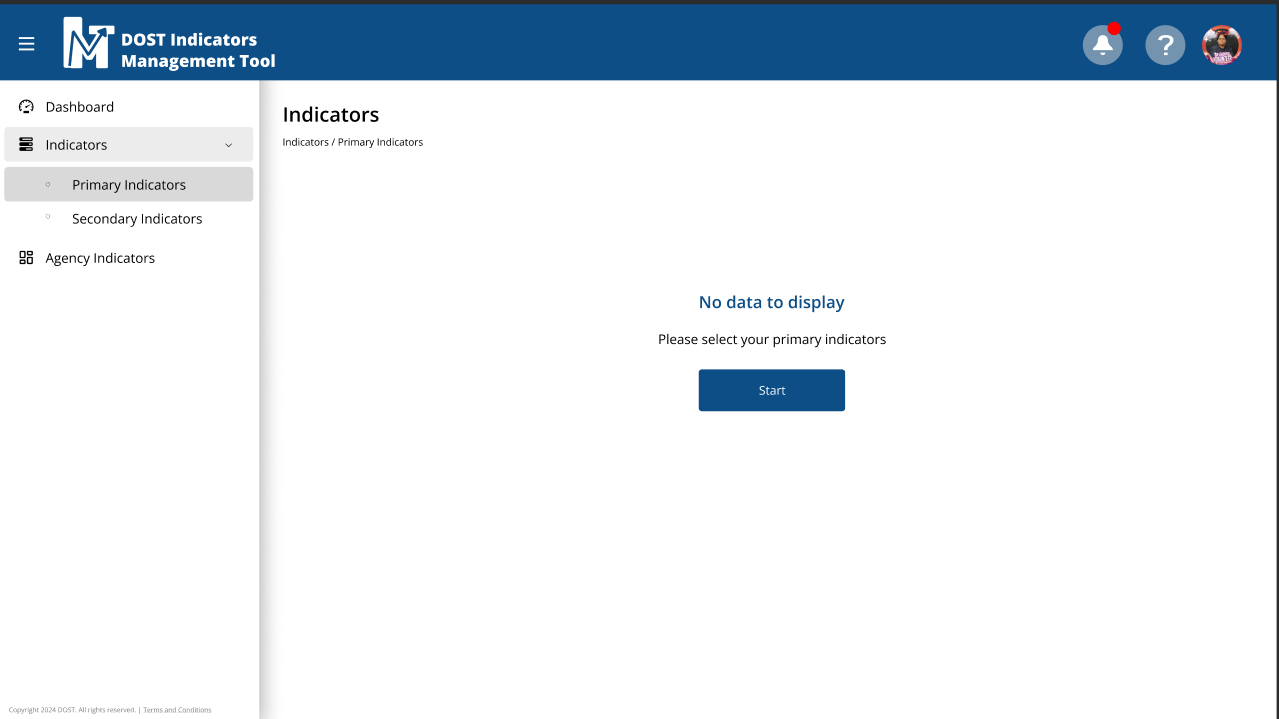 DOST Indicators
Management Tool
?
Dashboard
Indicators
Primary Indicators
Secondary Indicators
Agency Indicators
Indicators
Indicators / Primary Indicators
No data to display
Please select your primary indicators
Start
Copyright 2024 DOST. All rights reserved. | Terms and Conditions